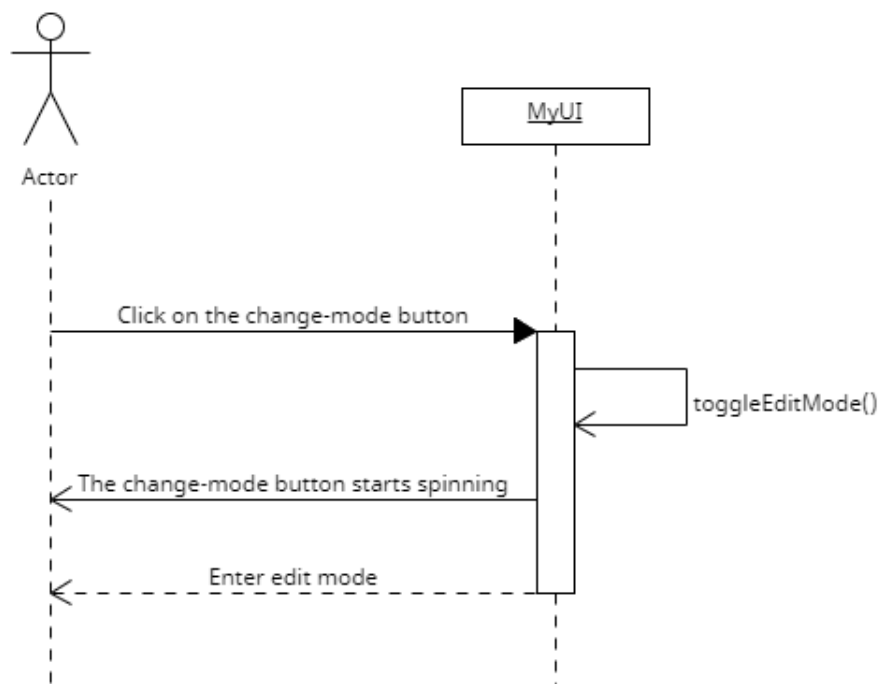 Actor
MyUI
Click on the change-mode button
toggleEditMode()
The change-mode button starts spinning
Enter edit mode